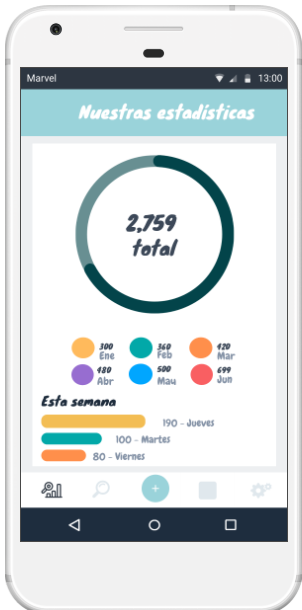 Marvel 13:00
Nuestras estadísticas
2,759
total
300
Ene
360
Feb
420
Mar
480
Abr
500
May
699
Jun
Esta semana
190 - Jueves
100 - Martes
80 - Viernes